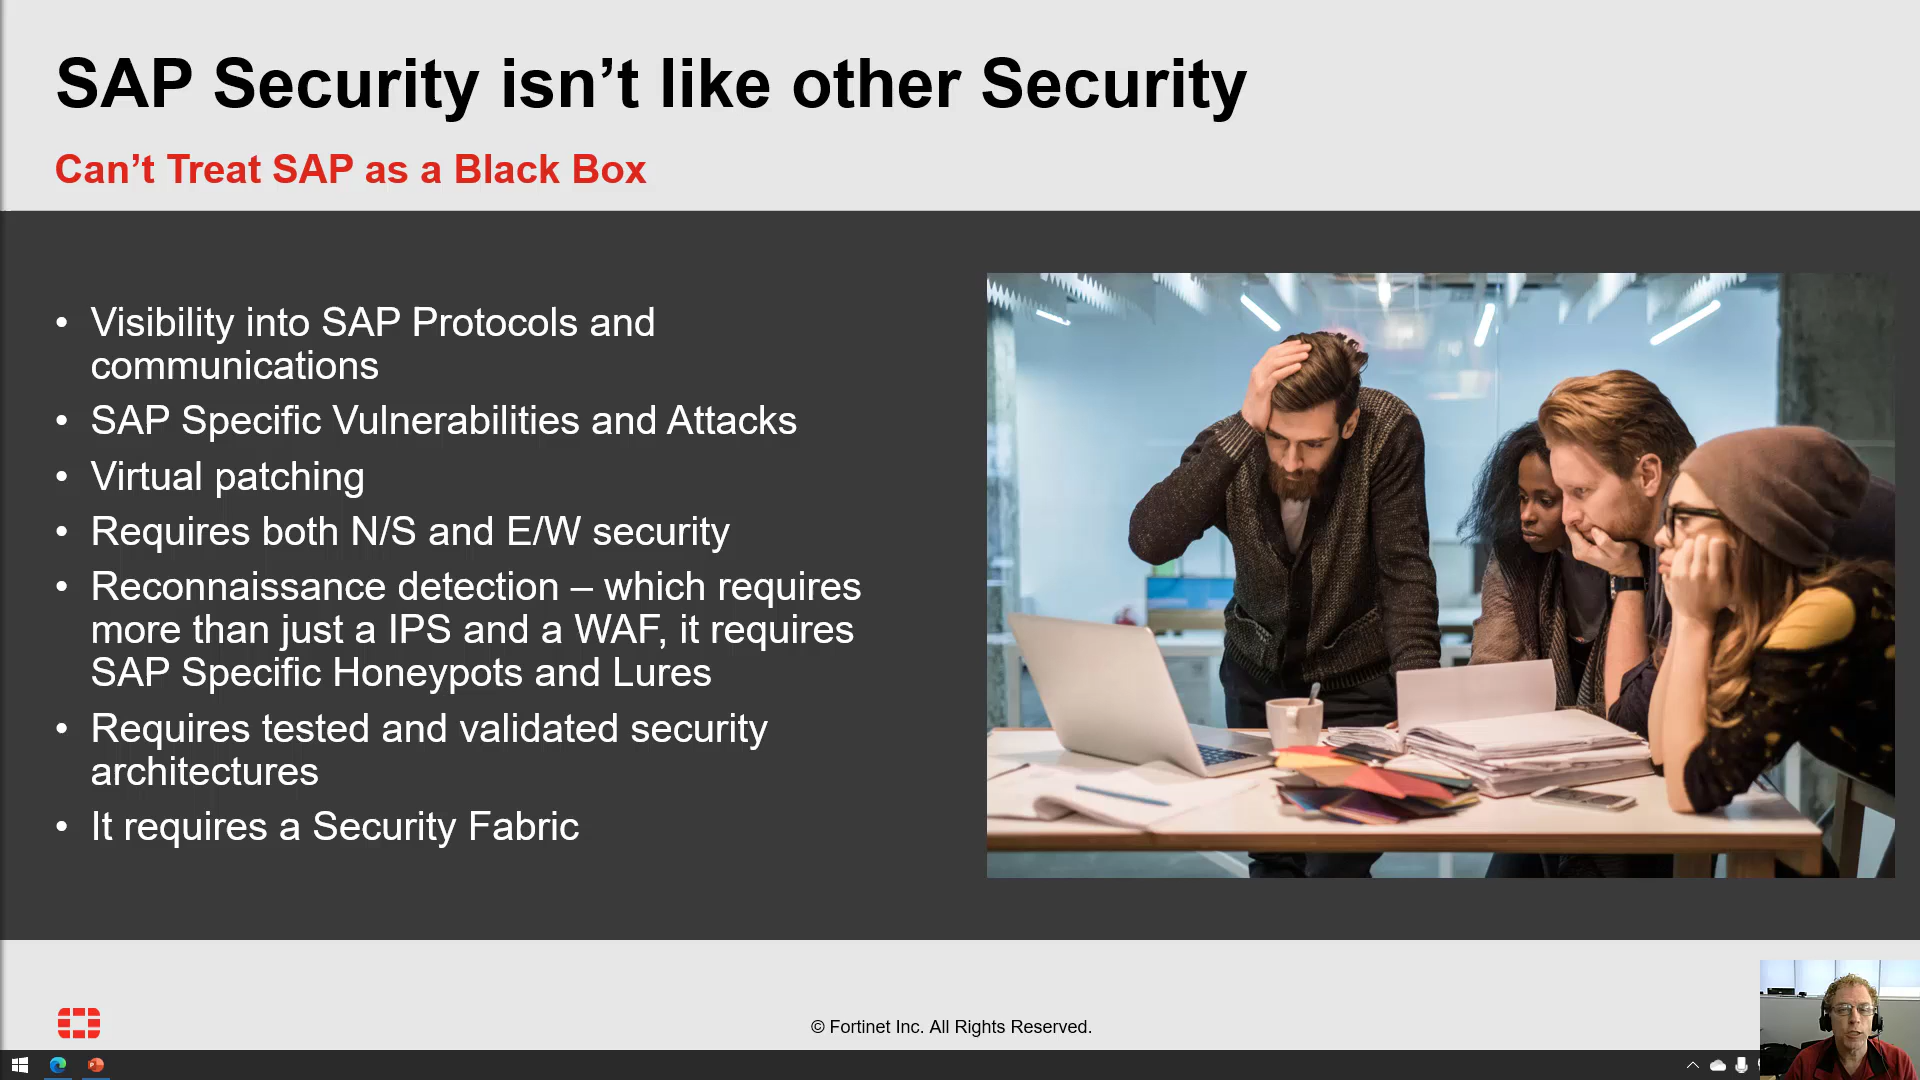 SAP Security isn’t like other Security
Can’t Treat SAP as a Black Box
• Visibility into SAP Protocols and
communications
• SAP Specific Vulnerabilities and Attacks
• Virtual patching
• Requires both N/S and E/W security
• Reconnaissance detection – which requires
more than just a IPS and a WAF, it requires
SAP Specific Honeypots and Lures
• Requires tested and validated security
architectures
• It requires a Security Fabric
© Fortinet Inc. All Rights Reserved.